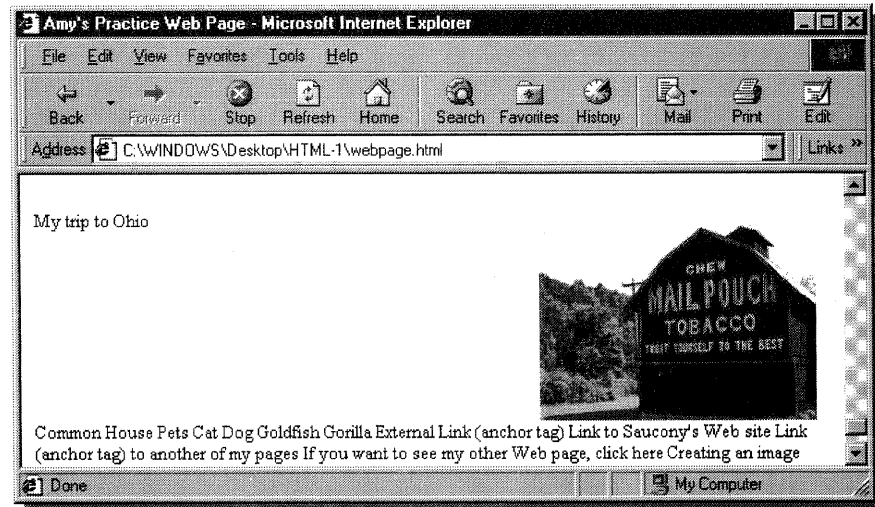 Amy's Practice Web Page - Microsoft Internet Explorer
File Edit View Favorites Tools Help
Back Forward Stop Refresh Home Search Favorites History Mail Print Edit
Address C:\WINDOWS\Desktop\HTML-1\webpage.html Links »
My trip to Ohio
CHEW
MAIL POUCH
TOBACCO
TREAT YOURSELF TO THE BEST
Common House Pets Cat Dog Goldfish Gorilla External Link (anchor tag) Link to Saucony's Web site Link
(anchor tag) to another of my pages If you want to see my other Web page, click here Creating an image
Done My Computer